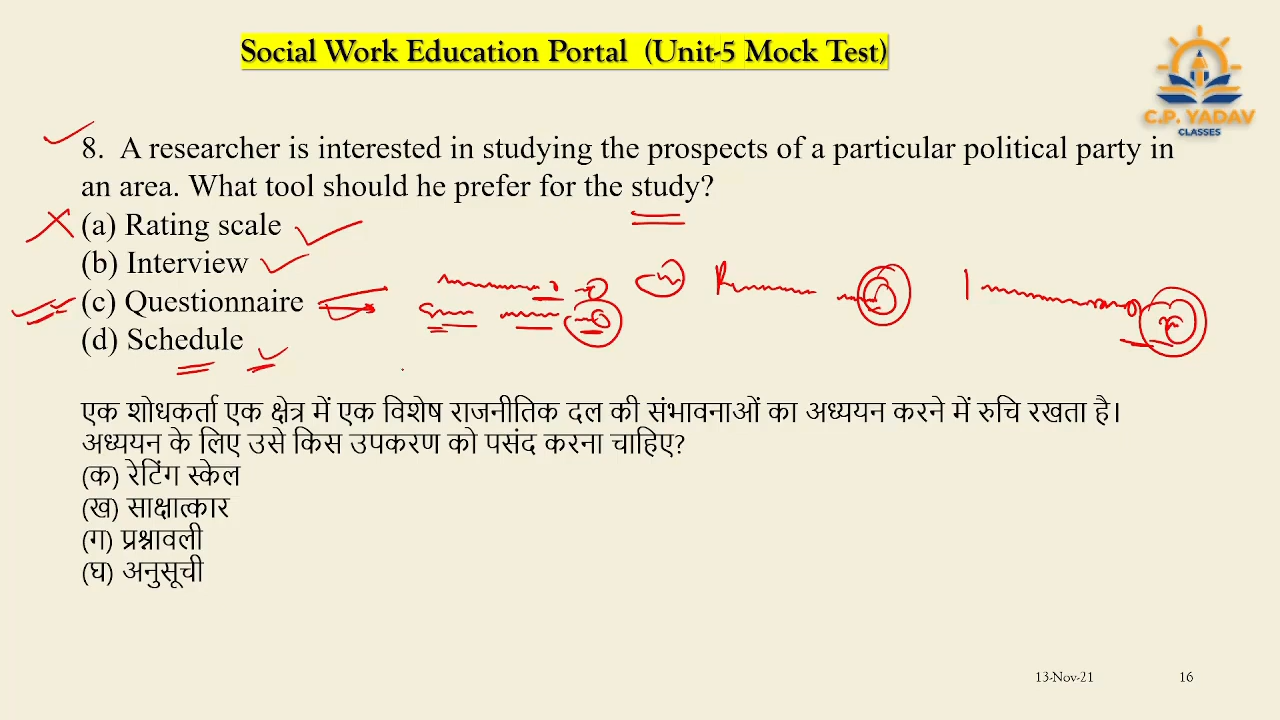 Social Work Education Portal (Unit-5 Mock Test)
C.P. YADAV
CLASSES
8. A researcher is interested in studying the prospects of a particular political party in
an area. What tool should he prefer for the study?
(a) Rating scale
(b) Interview
(c) Questionnaire
(d) Schedule
एक शोधकर्ता एक क्षेत्र में एक विशेष राजनीतिक दल की संभावनाओं का अध्ययन करने में रुचि रखता है।
अध्ययन के लिए उसे किस उपकरण को पसंद करना चाहिए?
(क) रेटिंग स्केल
(ख) साक्षात्कार
(ग) प्रश्नावली
(घ) अनुसूची
13-Nov-21
16